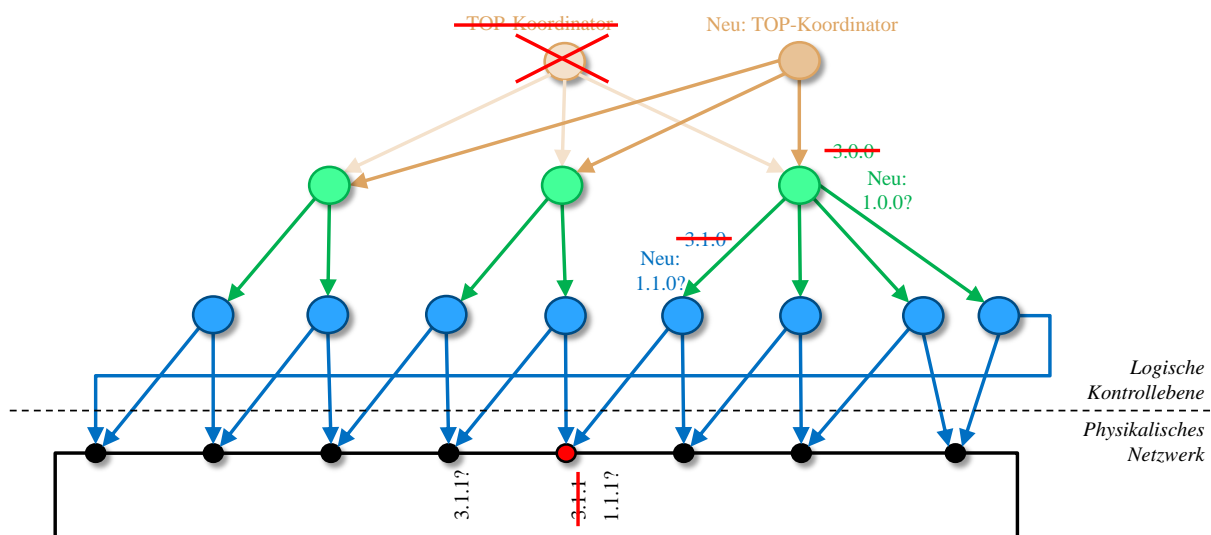 TOP-Koordinator
Neu: TOP-Koordinator
3.0.0
Neu:
1.0.0?
3.1.0
Neu:
1.1.0?
Logische
Kontrollebene
Physikalisches
Netzwerk
3.1.1?
3.1.1
1.1.1?